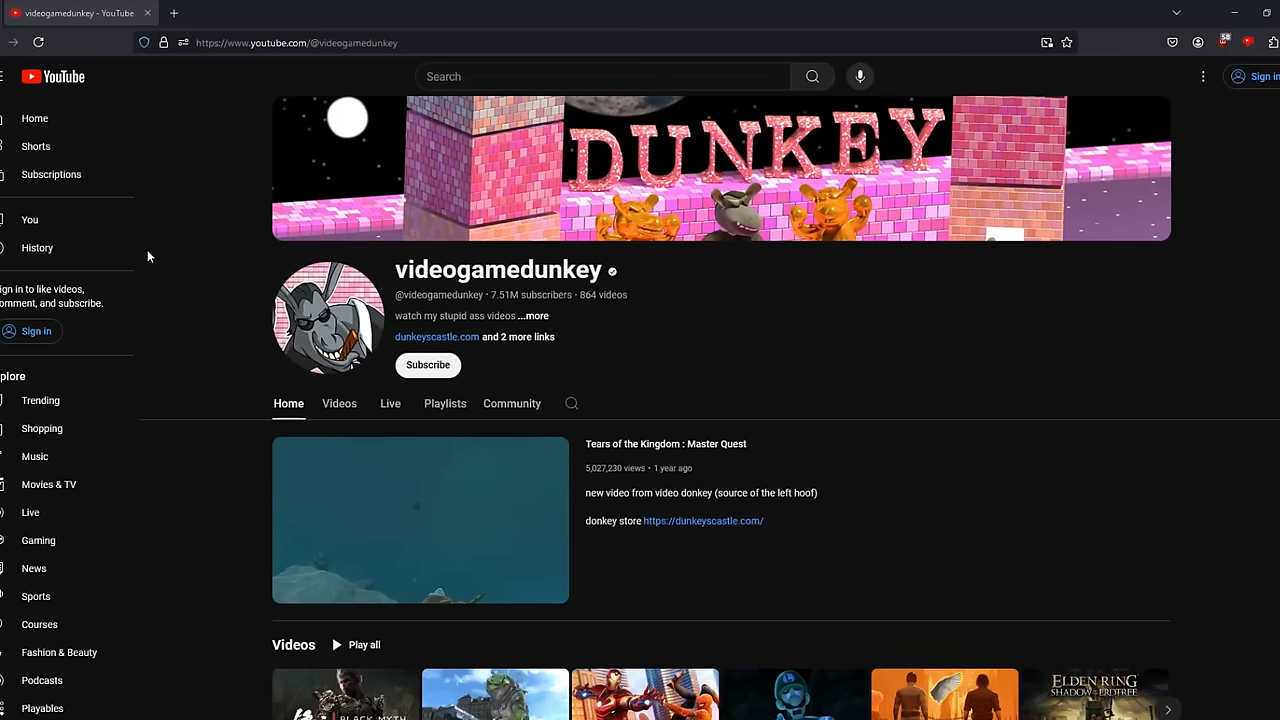 videogamedunkey - YouTube
https://www.youtube.com/@videogamedunkey
58
YouTube
Search
Sign in
Home
Shorts
Subscriptions
You
History
ign in to like videos,
omment, and subscribe.
Sign in
plore
Trending
Shopping
Music
Movies & TV
Live
Gaming
News
Sports
Courses
Fashion & Beauty
Podcasts
Playables
DUNKEY
videogamedunkey
@videogamedunkey · 7.51M subscribers · 864 videos
watch my stupid ass videos ...more
dunkeyscastle.com and 2 more links
Subscribe
Home Videos Live Playlists Community
Tears of the Kingdom : Master Quest
5,027,230 views · 1 year ago
new video from video donkey (source of the left hoof)
donkey store https://dunkeyscastle.com/
Videos Play all
BLACK MYTH
ELDEN RING
SHADOW OF THE ERDTREE